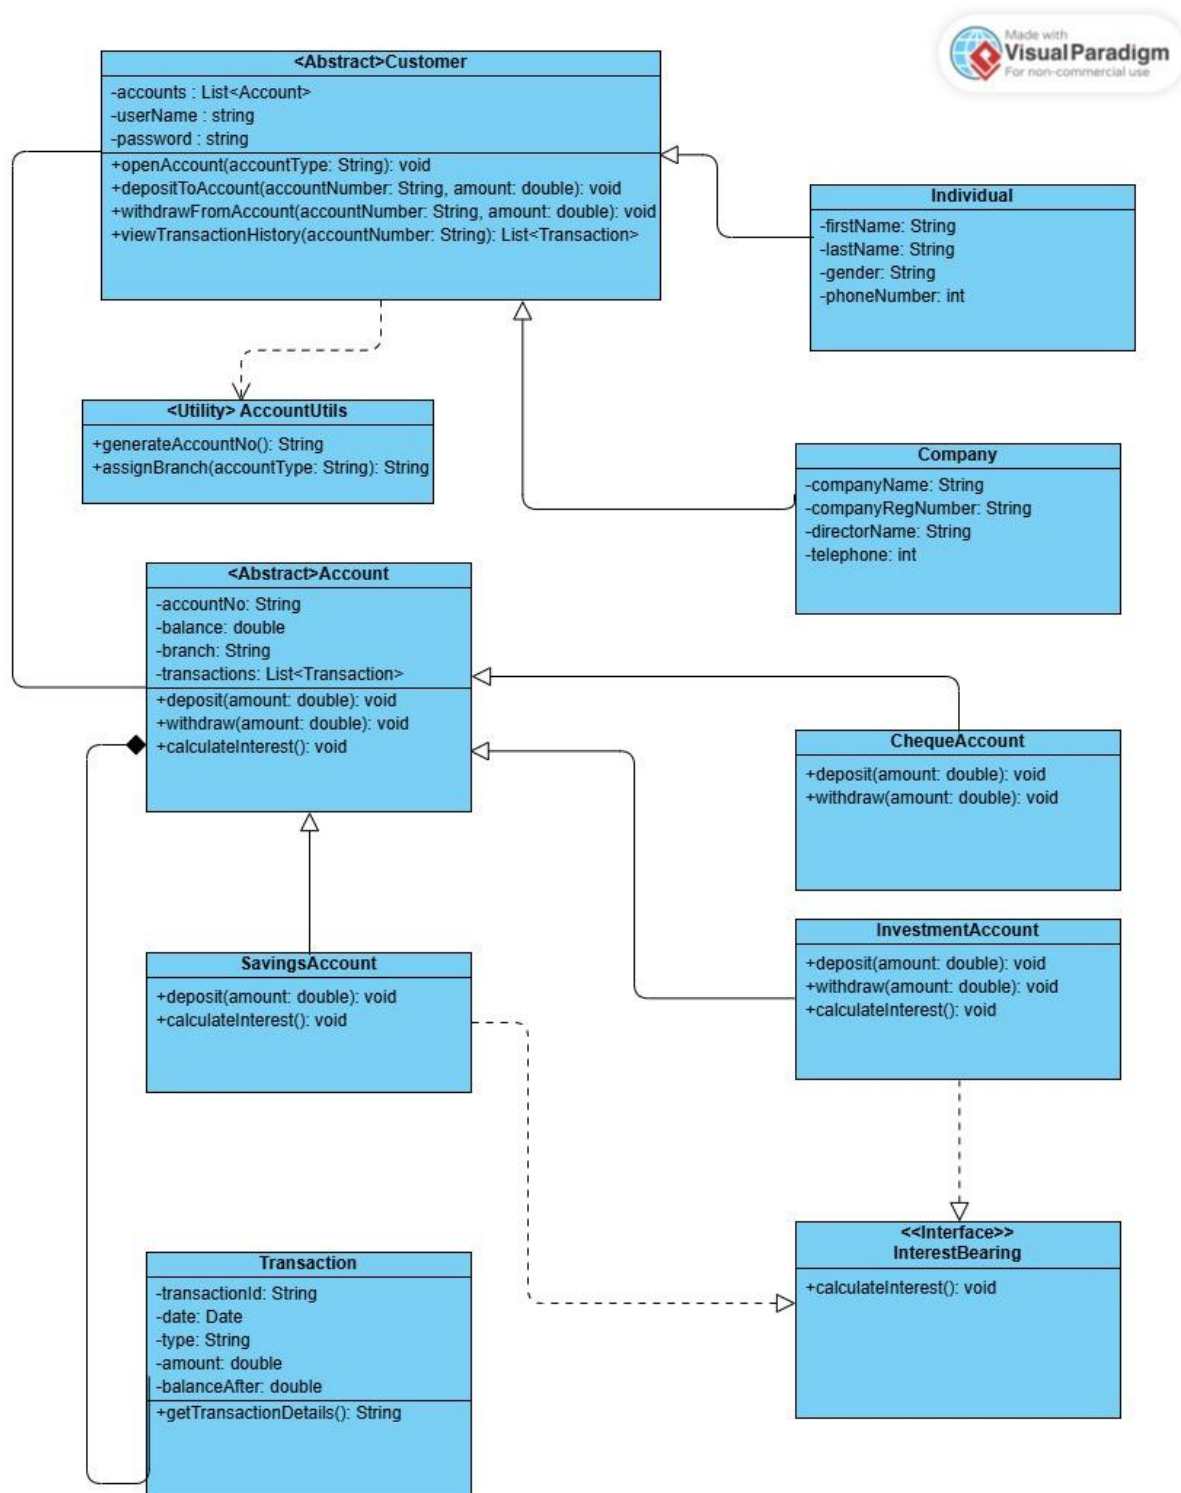 Made with
Visual Paradigm
For non-commercial use
<Abstract>Customer
-accounts : List<Account>
-userName : string
-password : string
+openAccount(accountType: String): void
+depositToAccount(accountNumber: String, amount: double): void
+withdrawFromAccount(accountNumber: String, amount: double): void
+viewTransactionHistory(accountNumber: String): List<Transaction>
Individual
-firstName: String
-lastName: String
-gender: String
-phoneNumber: int
<Utility> AccountUtils
+generateAccountNo(): String
+assignBranch(accountType: String): String
Company
-companyName: String
-companyRegNumber: String
-directorName: String
-telephone: int
<Abstract>Account
-accountNo: String
-balance: double
-branch: String
-transactions: List<Transaction>
+deposit(amount: double): void
+withdraw(amount: double): void
+calculateInterest(): void
ChequeAccount
+deposit(amount: double): void
+withdraw(amount: double): void
InvestmentAccount
+deposit(amount: double): void
+withdraw(amount: double): void
+calculateInterest(): void
SavingsAccount
+deposit(amount: double): void
+calculateInterest(): void
<<Interface>>
InterestBearing
+calculateInterest(): void
Transaction
-transactionId: String
-date: Date
-type: String
-amount: double
-balanceAfter: double
+getTransactionDetails(): String